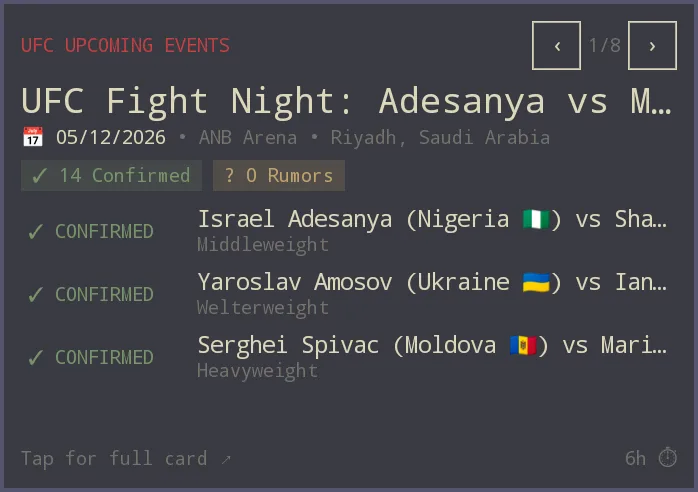 UFC UPCOMING EVENTS
‹ 1/8 ›
UFC Fight Night: Adesanya vs M…
📅 05/12/2026 • ANB Arena • Riyadh, Saudi Arabia
✓ 14 Confirmed ? 0 Rumors
✓ CONFIRMED Israel Adesanya (Nigeria 🇳🇬) vs Sha…
Middleweight
✓ CONFIRMED Yaroslav Amosov (Ukraine 🇺🇦) vs Ian…
Welterweight
✓ CONFIRMED Serghei Spivac (Moldova 🇲🇩) vs Mari…
Heavyweight
Tap for full card ↗ 6h ⏱